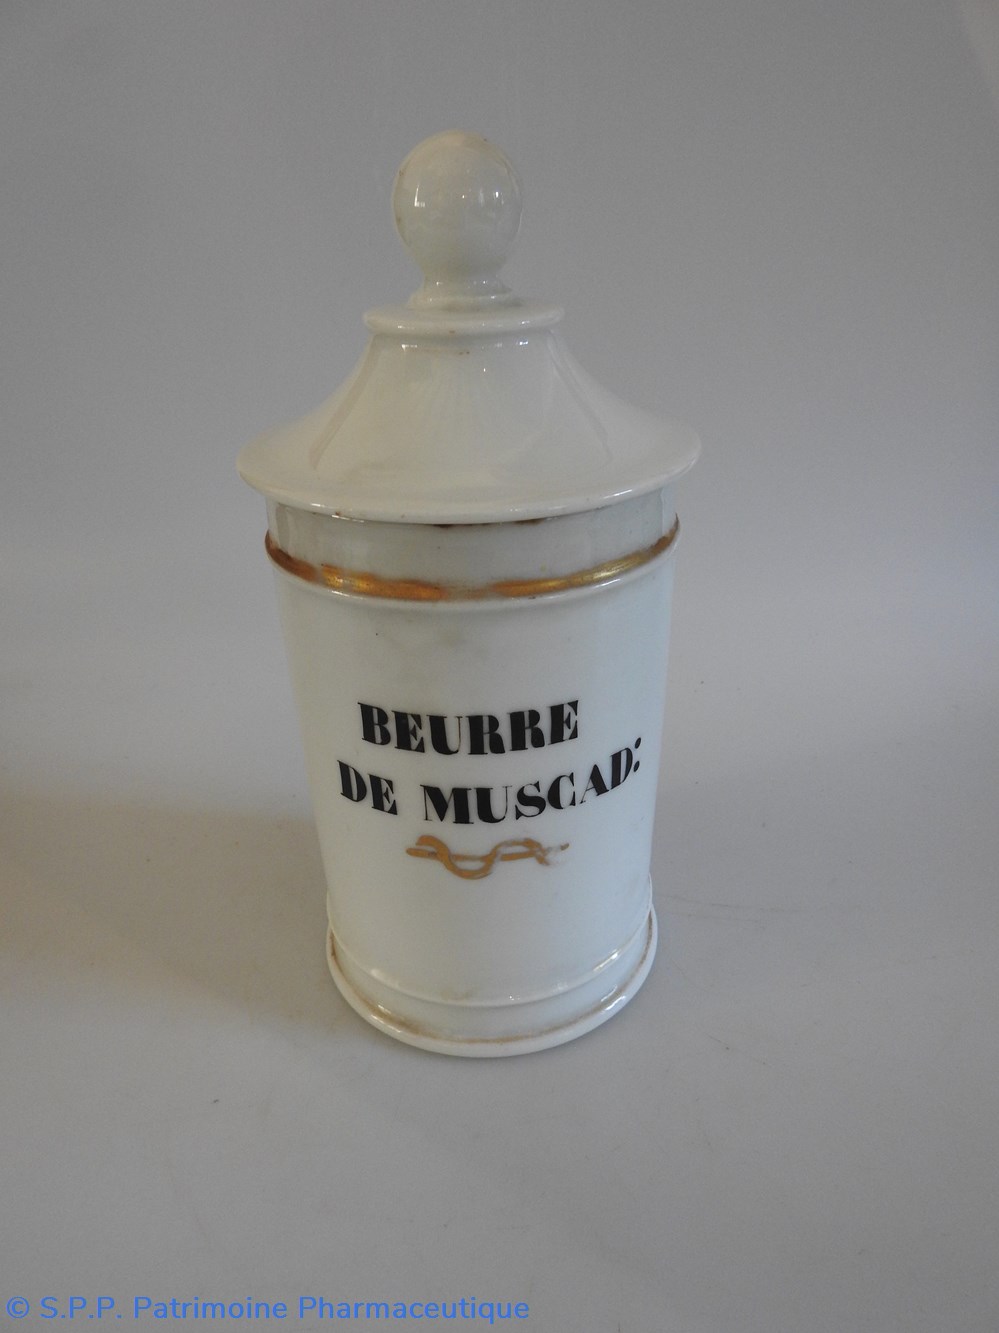 BEURRE
DE MUSCAD:
© S.P.P. Patrimoine Pharmaceutique